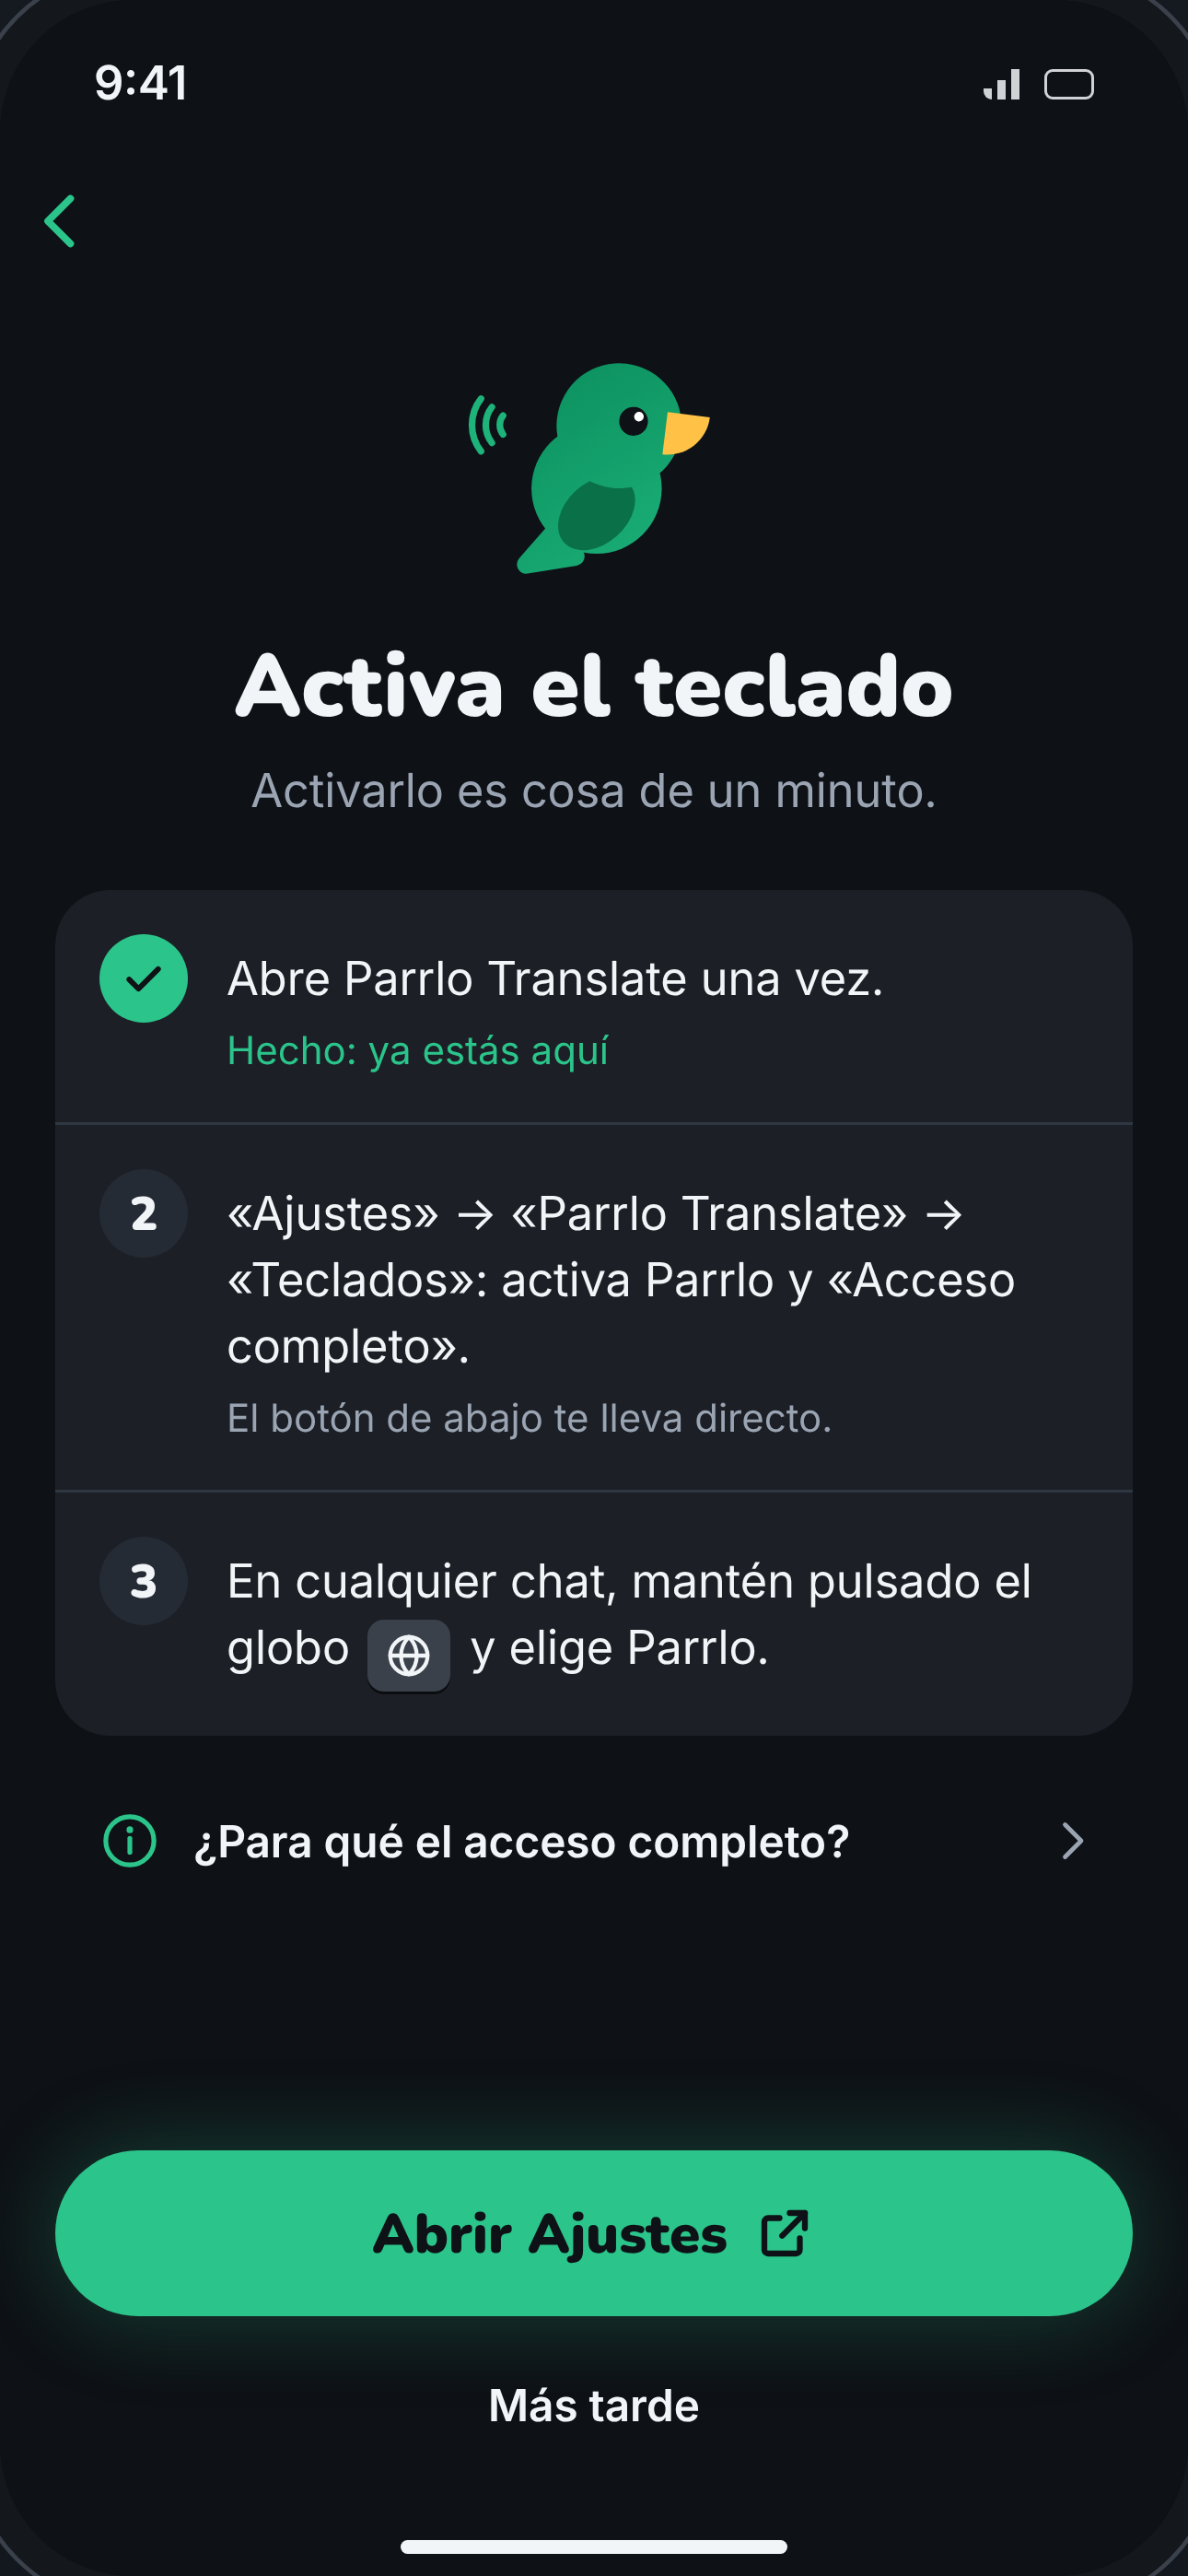 9:41
Activa el teclado
Activarlo es cosa de un minuto.
Abre Parrlo Translate una vez.
Hecho: ya estás aquí
2
«Ajustes» → «Parrlo Translate» →
«Teclados»: activa Parrlo y «Acceso
completo».
El botón de abajo te lleva directo.
3
En cualquier chat, mantén pulsado el
globo y elige Parrlo.
¿Para qué el acceso completo?
Abrir Ajustes
Más tarde